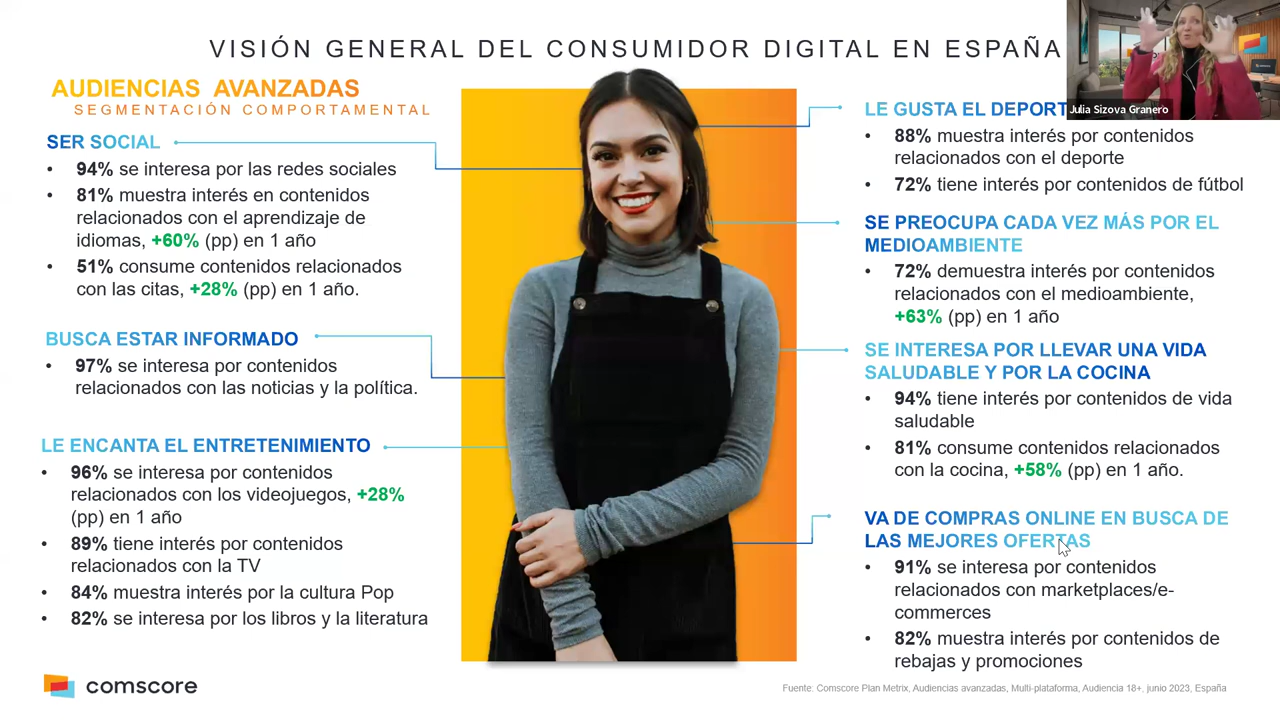 VISIÓN GENERAL DEL CONSUMIDOR DIGITAL EN ESPAÑA
AUDIENCIAS AVANZADAS
SEGMENTACIÓN COMPORTAMENTAL
SER SOCIAL
• 94% se interesa por las redes sociales
• 81% muestra interés en contenidos
relacionados con el aprendizaje de
idiomas, +60% (pp) en 1 año
• 51% consume contenidos relacionados
con las citas, +28% (pp) en 1 año.
BUSCA ESTAR INFORMADO
• 97% se interesa por contenidos
relacionados con las noticias y la política.
LE ENCANTA EL ENTRETENIMIENTO
• 96% se interesa por contenidos
relacionados con los videojuegos, +28%
(pp) en 1 año
• 89% tiene interés por contenidos
relacionados con la TV
• 84% muestra interés por la cultura Pop
• 82% se interesa por los libros y la literatura
comscore
Julia Sizova Granero
LE GUSTA EL DEPORT
• 88% muestra interés por contenidos
relacionados con el deporte
• 72% tiene interés por contenidos de fútbol
SE PREOCUPA CADA VEZ MÁS POR EL
MEDIOAMBIENTE
• 72% demuestra interés por contenidos
relacionados con el medioambiente,
+63% (pp) en 1 año
SE INTERESA POR LLEVAR UNA VIDA
SALUDABLE Y POR LA COCINA
• 94% tiene interés por contenidos de vida
saludable
• 81% consume contenidos relacionados
con la cocina, +58% (pp) en 1 año.
VA DE COMPRAS ONLINE EN BUSCA DE
LAS MEJORES OFERTAS
• 91% se interesa por contenidos
relacionados con marketplaces/e-
commerces
• 82% muestra interés por contenidos de
rebajas y promociones
Fuente: Comscore Plan Metrix, Audiencias avanzadas, Multi-plataforma, Audiencia 18+, junio 2023, España